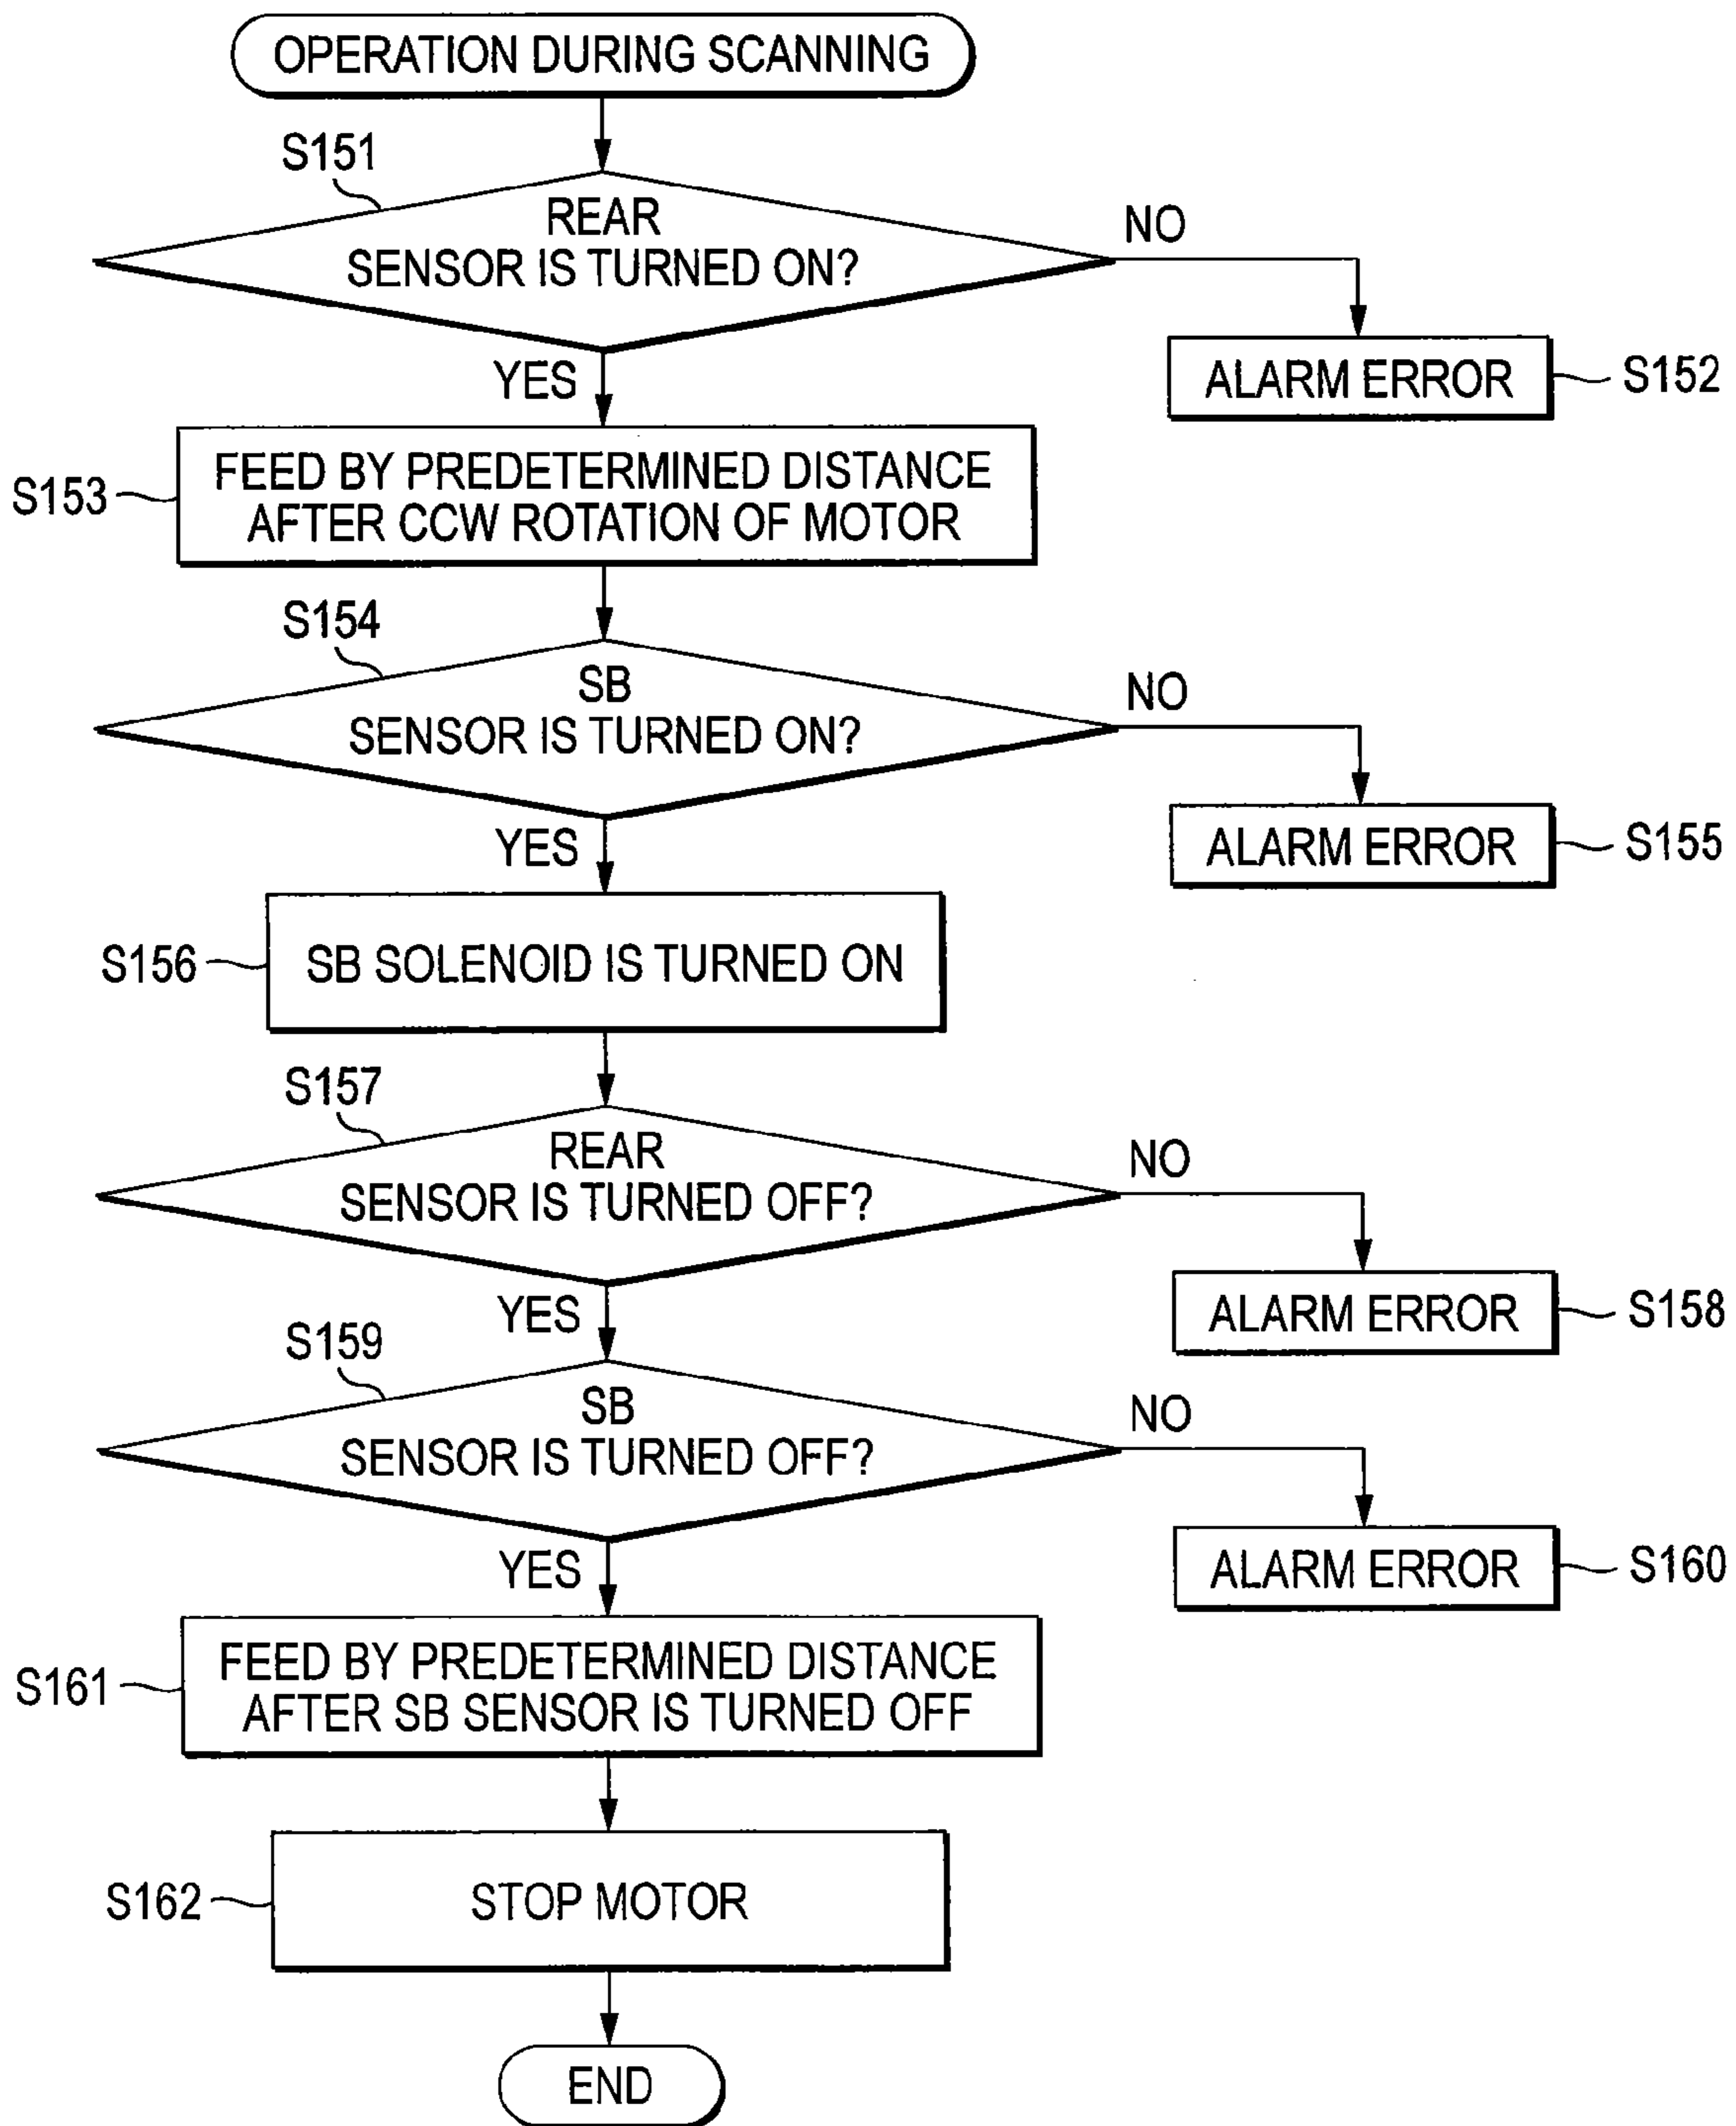 OPERATION DURING SCANNING
S151
REAR
SENSOR IS TURNED ON?
NO
ALARM ERROR
S152
YES
S153
FEED BY PREDETERMINED DISTANCE
AFTER CCW ROTATION OF MOTOR
S154
SB
SENSOR IS TURNED ON?
NO
ALARM ERROR
S155
YES
S156
SB SOLENOID IS TURNED ON
S157
REAR
SENSOR IS TURNED OFF?
NO
ALARM ERROR
S158
YES
S159
SB
SENSOR IS TURNED OFF?
NO
ALARM ERROR
S160
YES
S161
FEED BY PREDETERMINED DISTANCE
AFTER SB SENSOR IS TURNED OFF
S162
STOP MOTOR
END